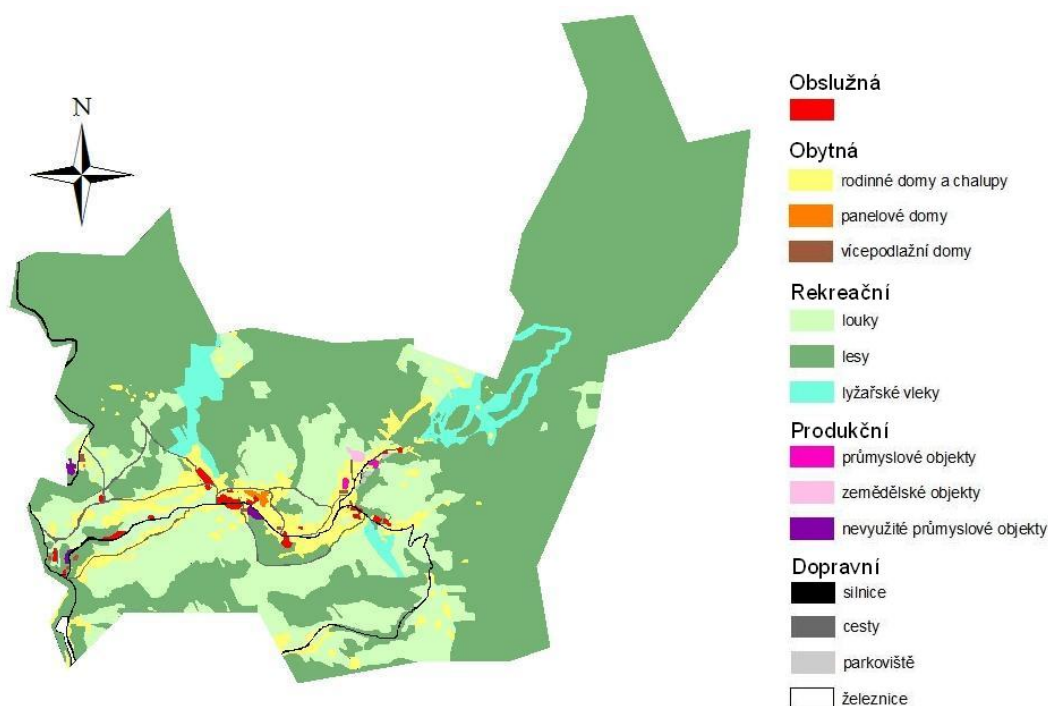 N
Obslužná
Obytná
rodinné domy a chalupy
panelové domy
vícepodlažní domy
Rekreační
louky
lesy
lyžařské vleky
Produkční
průmyslové objekty
zemědělské objekty
nevyužité průmyslové objekty
Dopravní
silnice
cesty
parkoviště
železnice